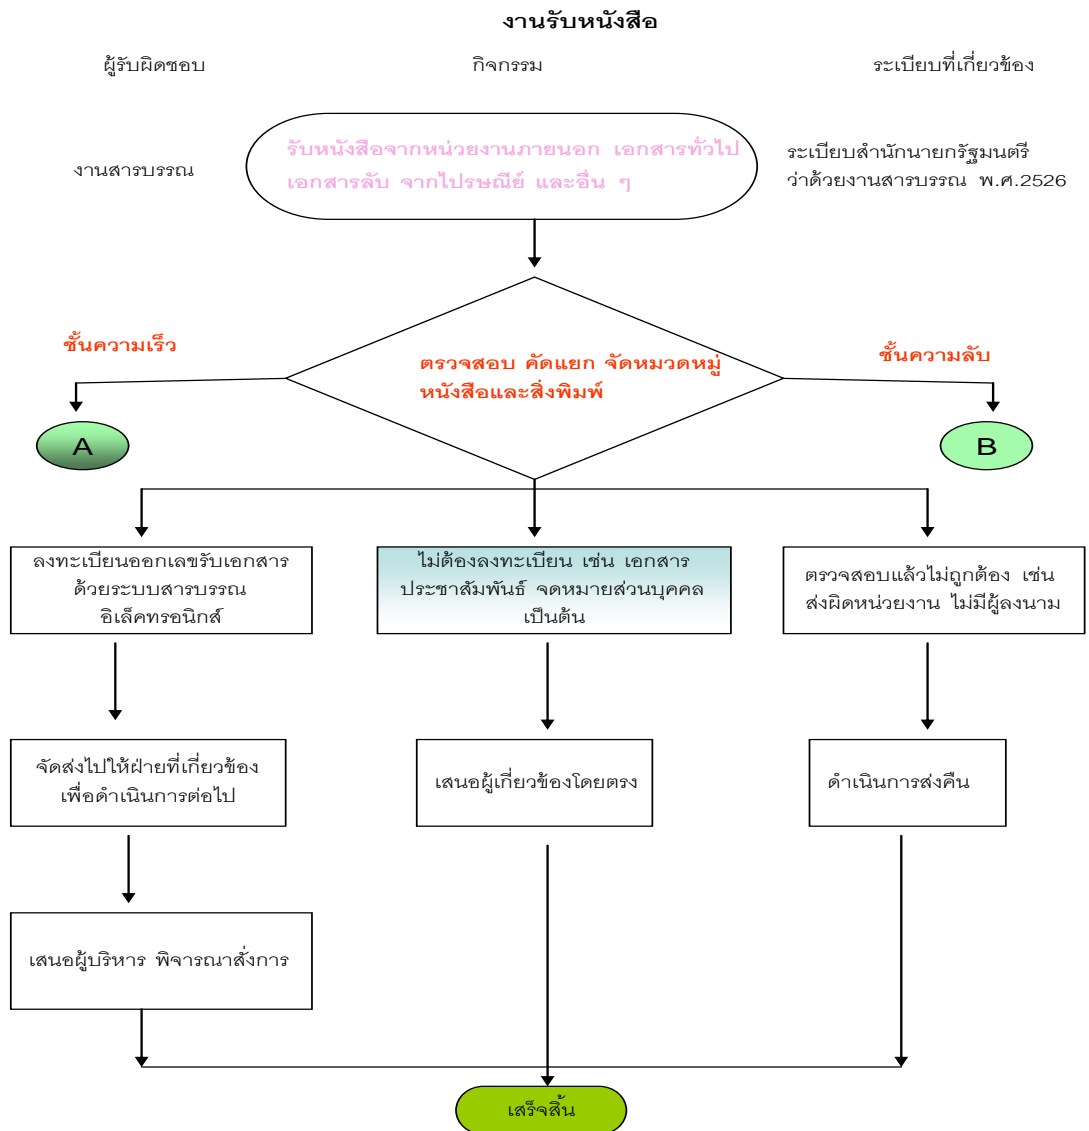 งานรับหนังสือ
ผู้รับผิดชอบ
กิจกรรม
ระเบียบที่เกี่ยวข้อง
งานสารบรรณ
รับหนังสือจากหน่วยงานภายนอก เอกสารทั่วไป
เอกสารลับ จากไปรษณีย์ และอื่น ๆ
ระเบียบสำนักนายกรัฐมนตรี
ว่าด้วยงานสารบรรณ พ.ศ.2526
ชั้นความเร็ว
ตรวจสอบ คัดแยก จัดหมวดหมู่
หนังสือและสิ่งพิมพ์
ชั้นความลับ
A
B
ลงทะเบียนออกเลขรับเอกสาร
ด้วยระบบสารบรรณ
อิเล็คทรอนิกส์
ไม่ต้องลงทะเบียน เช่น เอกสาร
ประชาสัมพันธ์ จดหมายส่วนบุคคล
เป็นต้น
ตรวจสอบแล้วไม่ถูกต้อง เช่น
ส่งผิดหน่วยงาน ไม่มีผู้ลงนาม
จัดส่งไปให้ฝ่ายที่เกี่ยวข้อง
เพื่อดำเนินการต่อไป
เสนอผู้เกี่ยวข้องโดยตรง
ดำเนินการส่งคืน
เสนอผู้บริหาร พิจารณาสั่งการ
เสร็จสิ้น